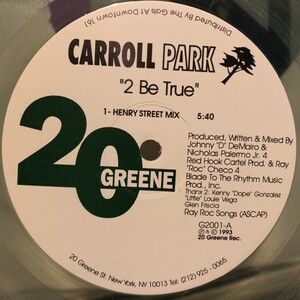 Distributed By The Gals At Downtown 161
CARROLL PARK
"2 Be True"
1- HENRY STREET MIX 5:40
20 GREENE
Produced, Written & Mixed By
Johnny "D" DeMairo &
Nicholas Palermo Jr. 4
Red Hook Cartel Prod. & Ray
"Roc" Checo 4
Blade To The Rhythm Music
Prod., Inc.
Thanx 2: Kenny "Dope" Gonzalez
"Little" Louie Vega
Glen Friscia
Ray Roc Songs (ASCAP)
G2001-A
℗ & © 1993
20 Greene Rec.
20 Greene St. New York, NY 10013 Tel: (212) 925-0065